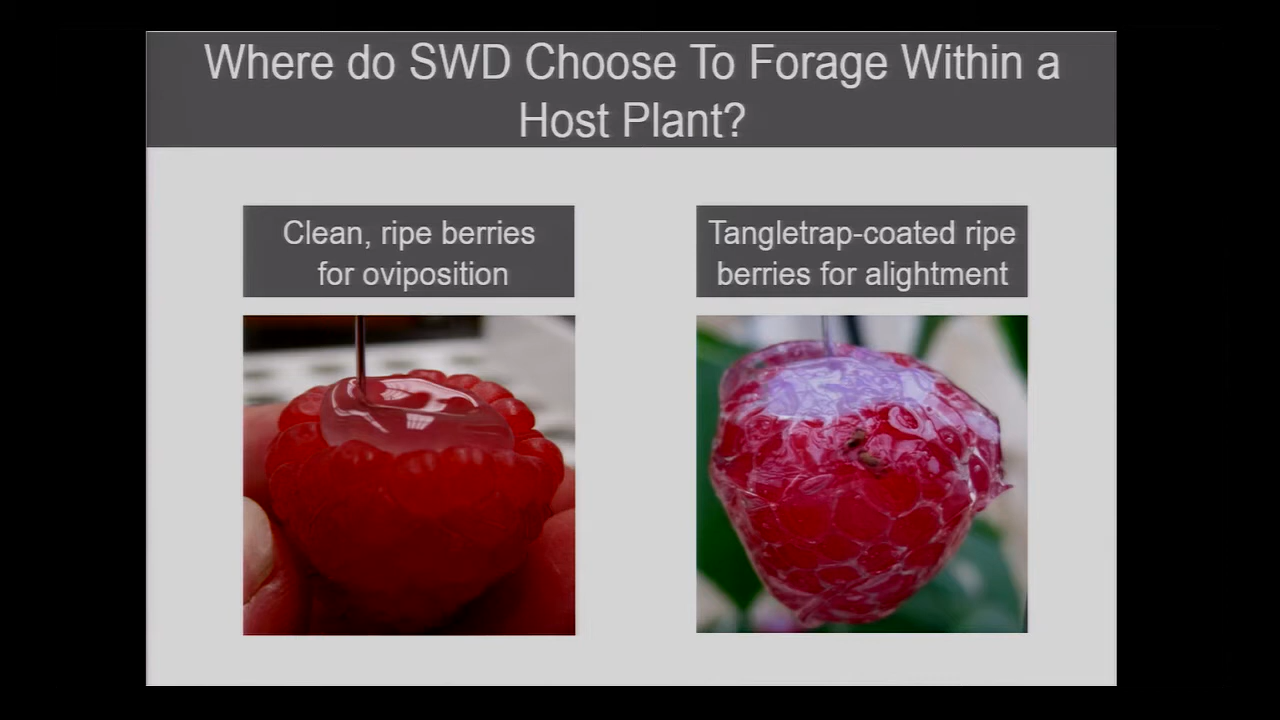 Where do SWD Choose To Forage Within a
Host Plant?
Clean, ripe berries
for oviposition
Tangletrap-coated ripe
berries for alightment